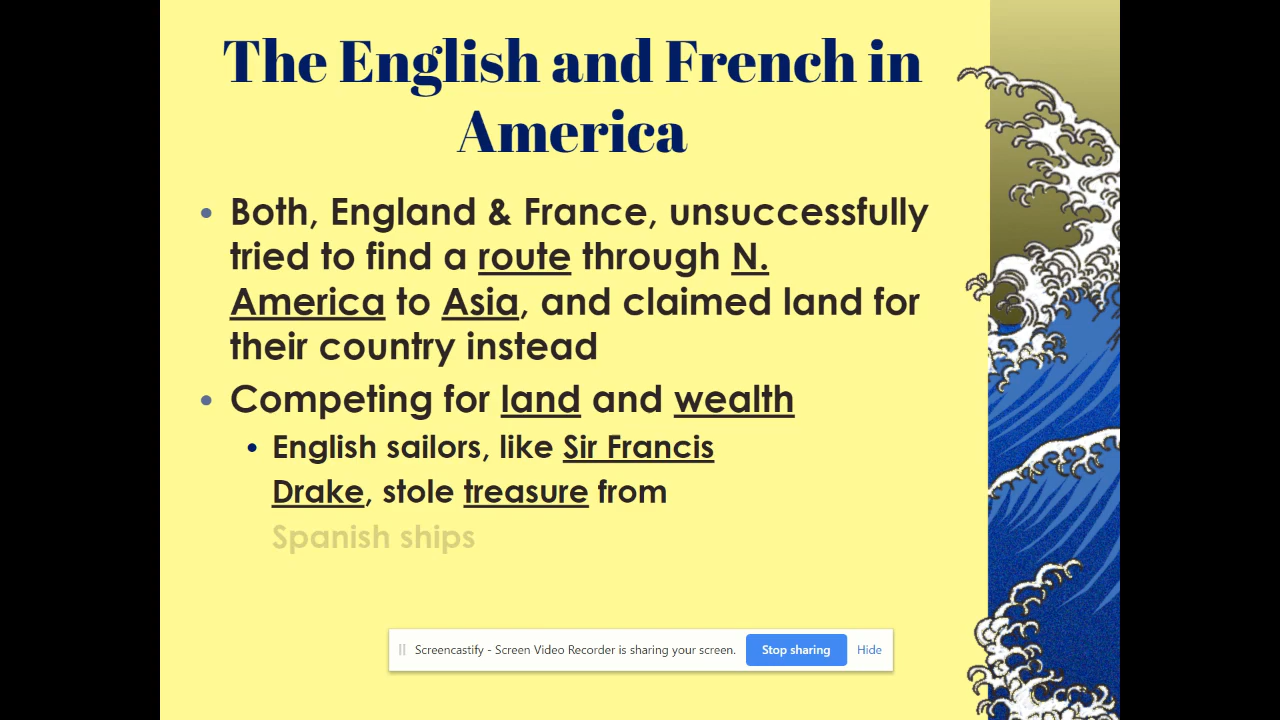 The English and French in
America
• Both, England & France, unsuccessfully
tried to find a route through N.
America to Asia, and claimed land for
their country instead
• Competing for land and wealth
• English sailors, like Sir Francis
Drake, stole treasure from
Spanish ships
Screencastify - Screen Video Recorder is sharing your screen. Stop sharing Hide